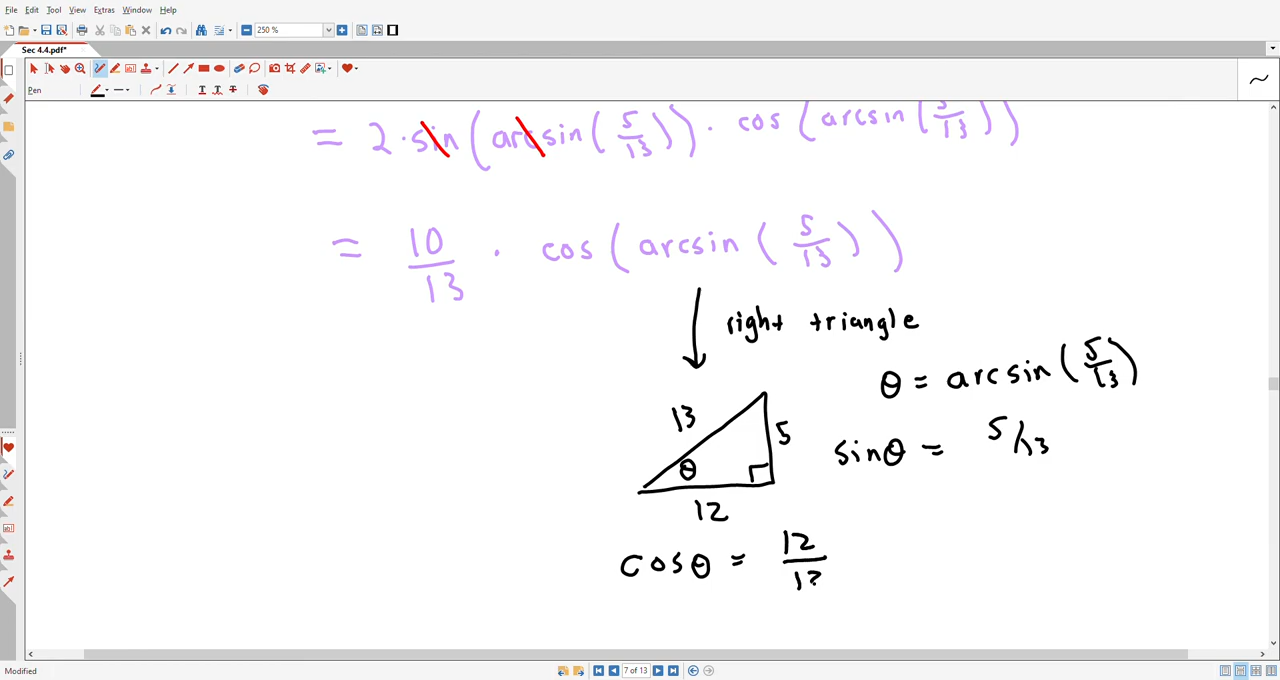 File Edit Tool View Extras Window Help
250 %
Sec 4.4.pdf*
Pen
= 2 · sin (arcsin (5/13)) · cos (arcsin (5/13))
= 10/13 · cos (arcsin (5/13))
right triangle
θ = arcsin (5/13)
13
5
sinθ = 5/13
θ
12
cosθ = 12/13
Modified
7 of 13